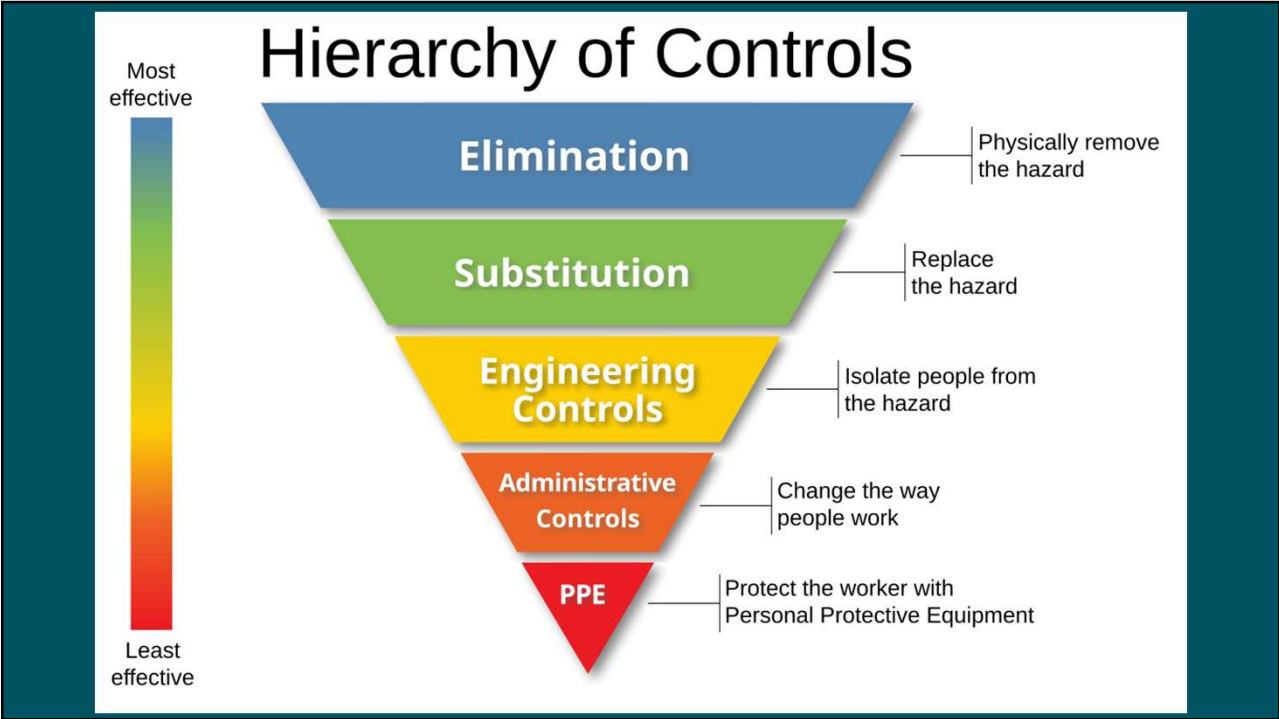 Hierarchy of Controls
Most
effective
Elimination
Physically remove
the hazard
Substitution
Replace
the hazard
Engineering
Controls
Isolate people from
the hazard
Administrative
Controls
Change the way
people work
PPE
Protect the worker with
Personal Protective Equipment
Least
effective